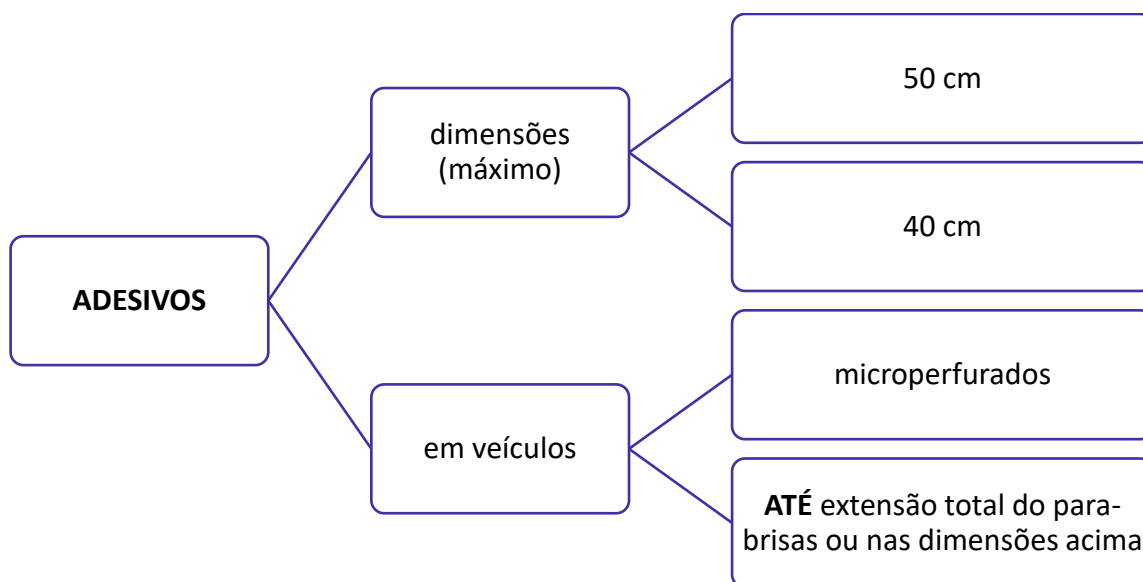 ADESIVOS
dimensões
(máximo)
50 cm
40 cm
em veículos
microperfurados
ATÉ extensão total do para-
brisas ou nas dimensões acima